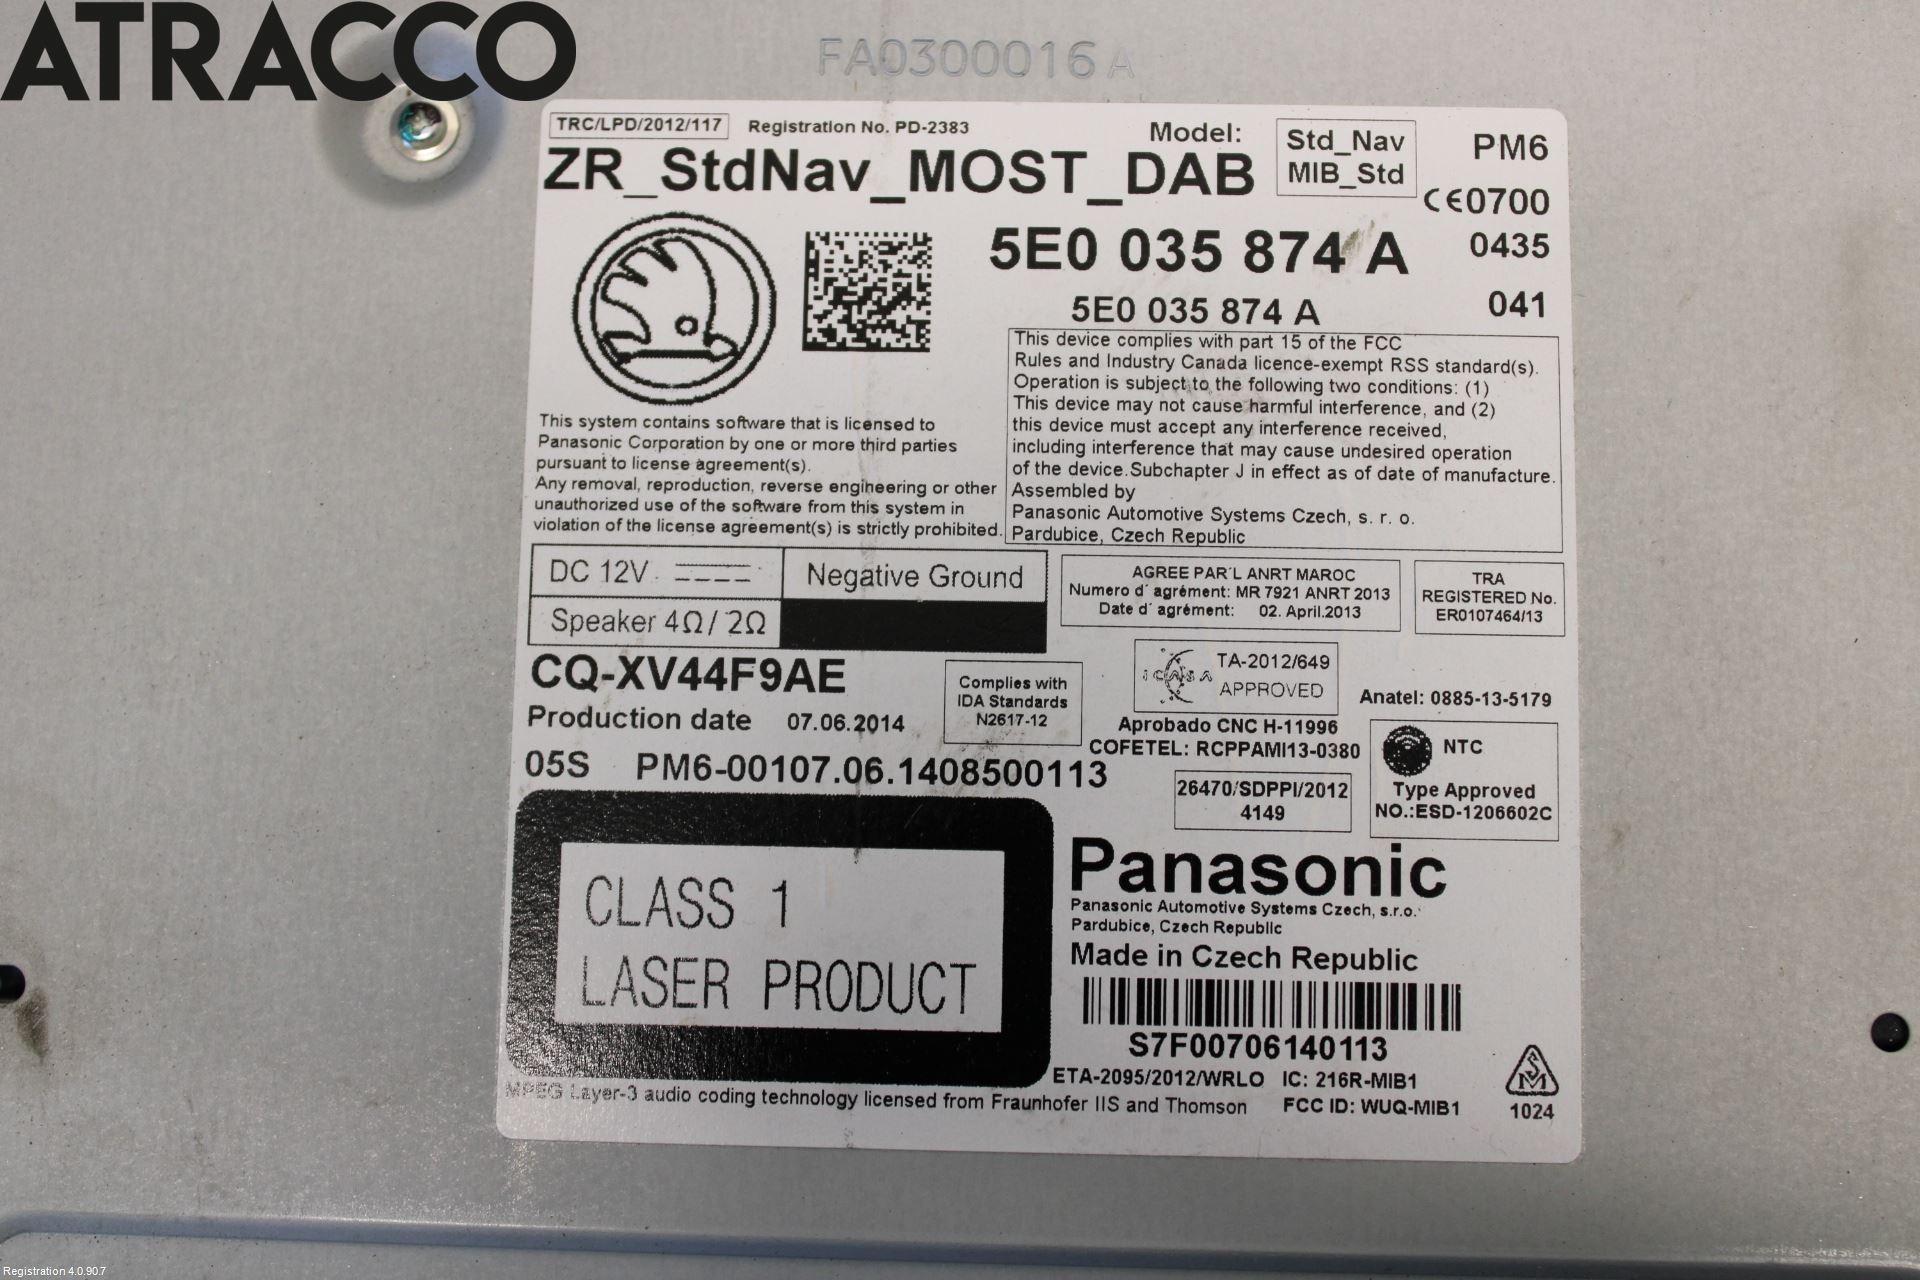 ATRACCO
FA0300016 A
TRC/LPD/2012/117
Registration No. PD-2383
Model:
Std_Nav
MIB_Std
PM6
ZR_StdNav_MOST_DAB
CE0700
5E0 035 874 A
0435
5E0 035 874 A
041
This device complies with part 15 of the FCC
Rules and Industry Canada licence-exempt RSS standard(s).
Operation is subject to the following two conditions: (1)
This device may not cause harmful interference, and (2)
this device must accept any interference received,
including interference that may cause undesired operation
of the device.Subchapter J in effect as of date of manufacture.
Assembled by
Panasonic Automotive Systems Czech, s. r. o.
Pardubice, Czech Republic
This system contains software that is licensed to
Panasonic Corporation by one or more third parties
pursuant to license agreement(s).
Any removal, reproduction, reverse engineering or other
unauthorized use of the software from this system in
violation of the license agreement(s) is strictly prohibited.
DC 12V
Negative Ground
Speaker 4Ω/ 2Ω
AGREE PAR´L ANRT MAROC
Numero d´ agrément: MR 7921 ANRT 2013
Date d´ agrément: 02. April.2013
TRA
REGISTERED No.
ER0107464/13
CQ-XV44F9AE
Production date 07.06.2014
Complies with
IDA Standards
N2617-12
ICASA
TA-2012/649
APPROVED
Anatel: 0885-13-5179
Aprobado CNC H-11996
COFETEL: RCPPAMI13-0380
NTC
Type Approved
NO.:ESD-1206602C
05S PM6-00107.06.1408500113
26470/SDPPI/2012
4149
CLASS 1
LASER PRODUCT
Panasonic
Panasonic Automotive Systems Czech, s.r.o.
Pardubice, Czech Republic
Made in Czech Republic
S7F00706140113
ETA-2095/2012/WRLO IC: 216R-MIB1
MPEG Layer-3 audio coding technology licensed from Fraunhofer IIS and Thomson
FCC ID: WUQ-MIB1
1024
Registration 4.0.90.7